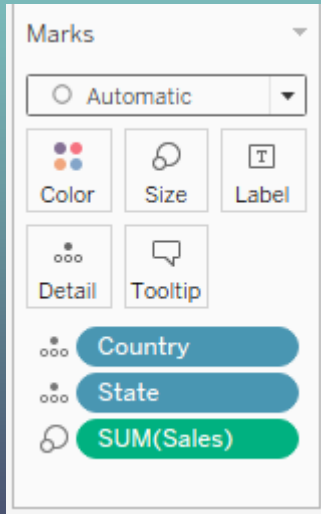 Marks
Automatic
Color Size Label
T
Detail Tooltip
Country
State
SUM(Sales)